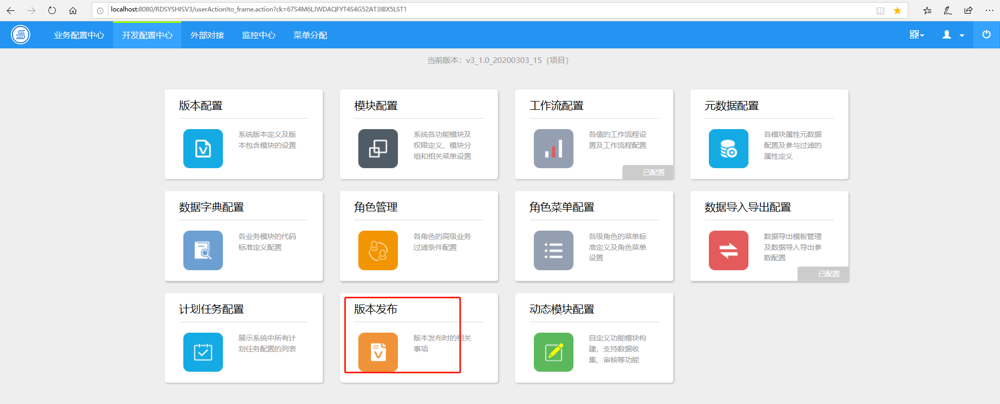 localhost:8080/RDSYSHISV3/userAction!to_frame.action?ck=67S4M6LJWDAQFYT4S4G52AT3IBX5LST1
业务配置中心 开发配置中心 外部对接 监控中心 菜单分配
当前版本：v3_1.0_20200303_15（项目）
版本配置
系统版本定义及版
本包含模块的设置
模块配置
系统各功能模块及
权限定义、模块分
组和相关菜单设置
工作流配置
各值的工作流程设
置及工作流程配置
已配置
元数据配置
各模块属性元数据
配置及参与过滤的
属性定义
数据字典配置
各业务模块的代码
标准定义配置
角色管理
各角色的高级业务
过滤条件配置
角色菜单配置
各级角色的菜单标
准定义及角色菜单
设置
数据导入导出配置
数据导出模板管理
及数据导入导出参
数配置
已配置
计划任务配置
展示系统中所有计
划任务配置的列表
版本发布
版本发布时的相关
事项
动态模块配置
自定义功能模块构
建，支持数据收
集、审核等功能